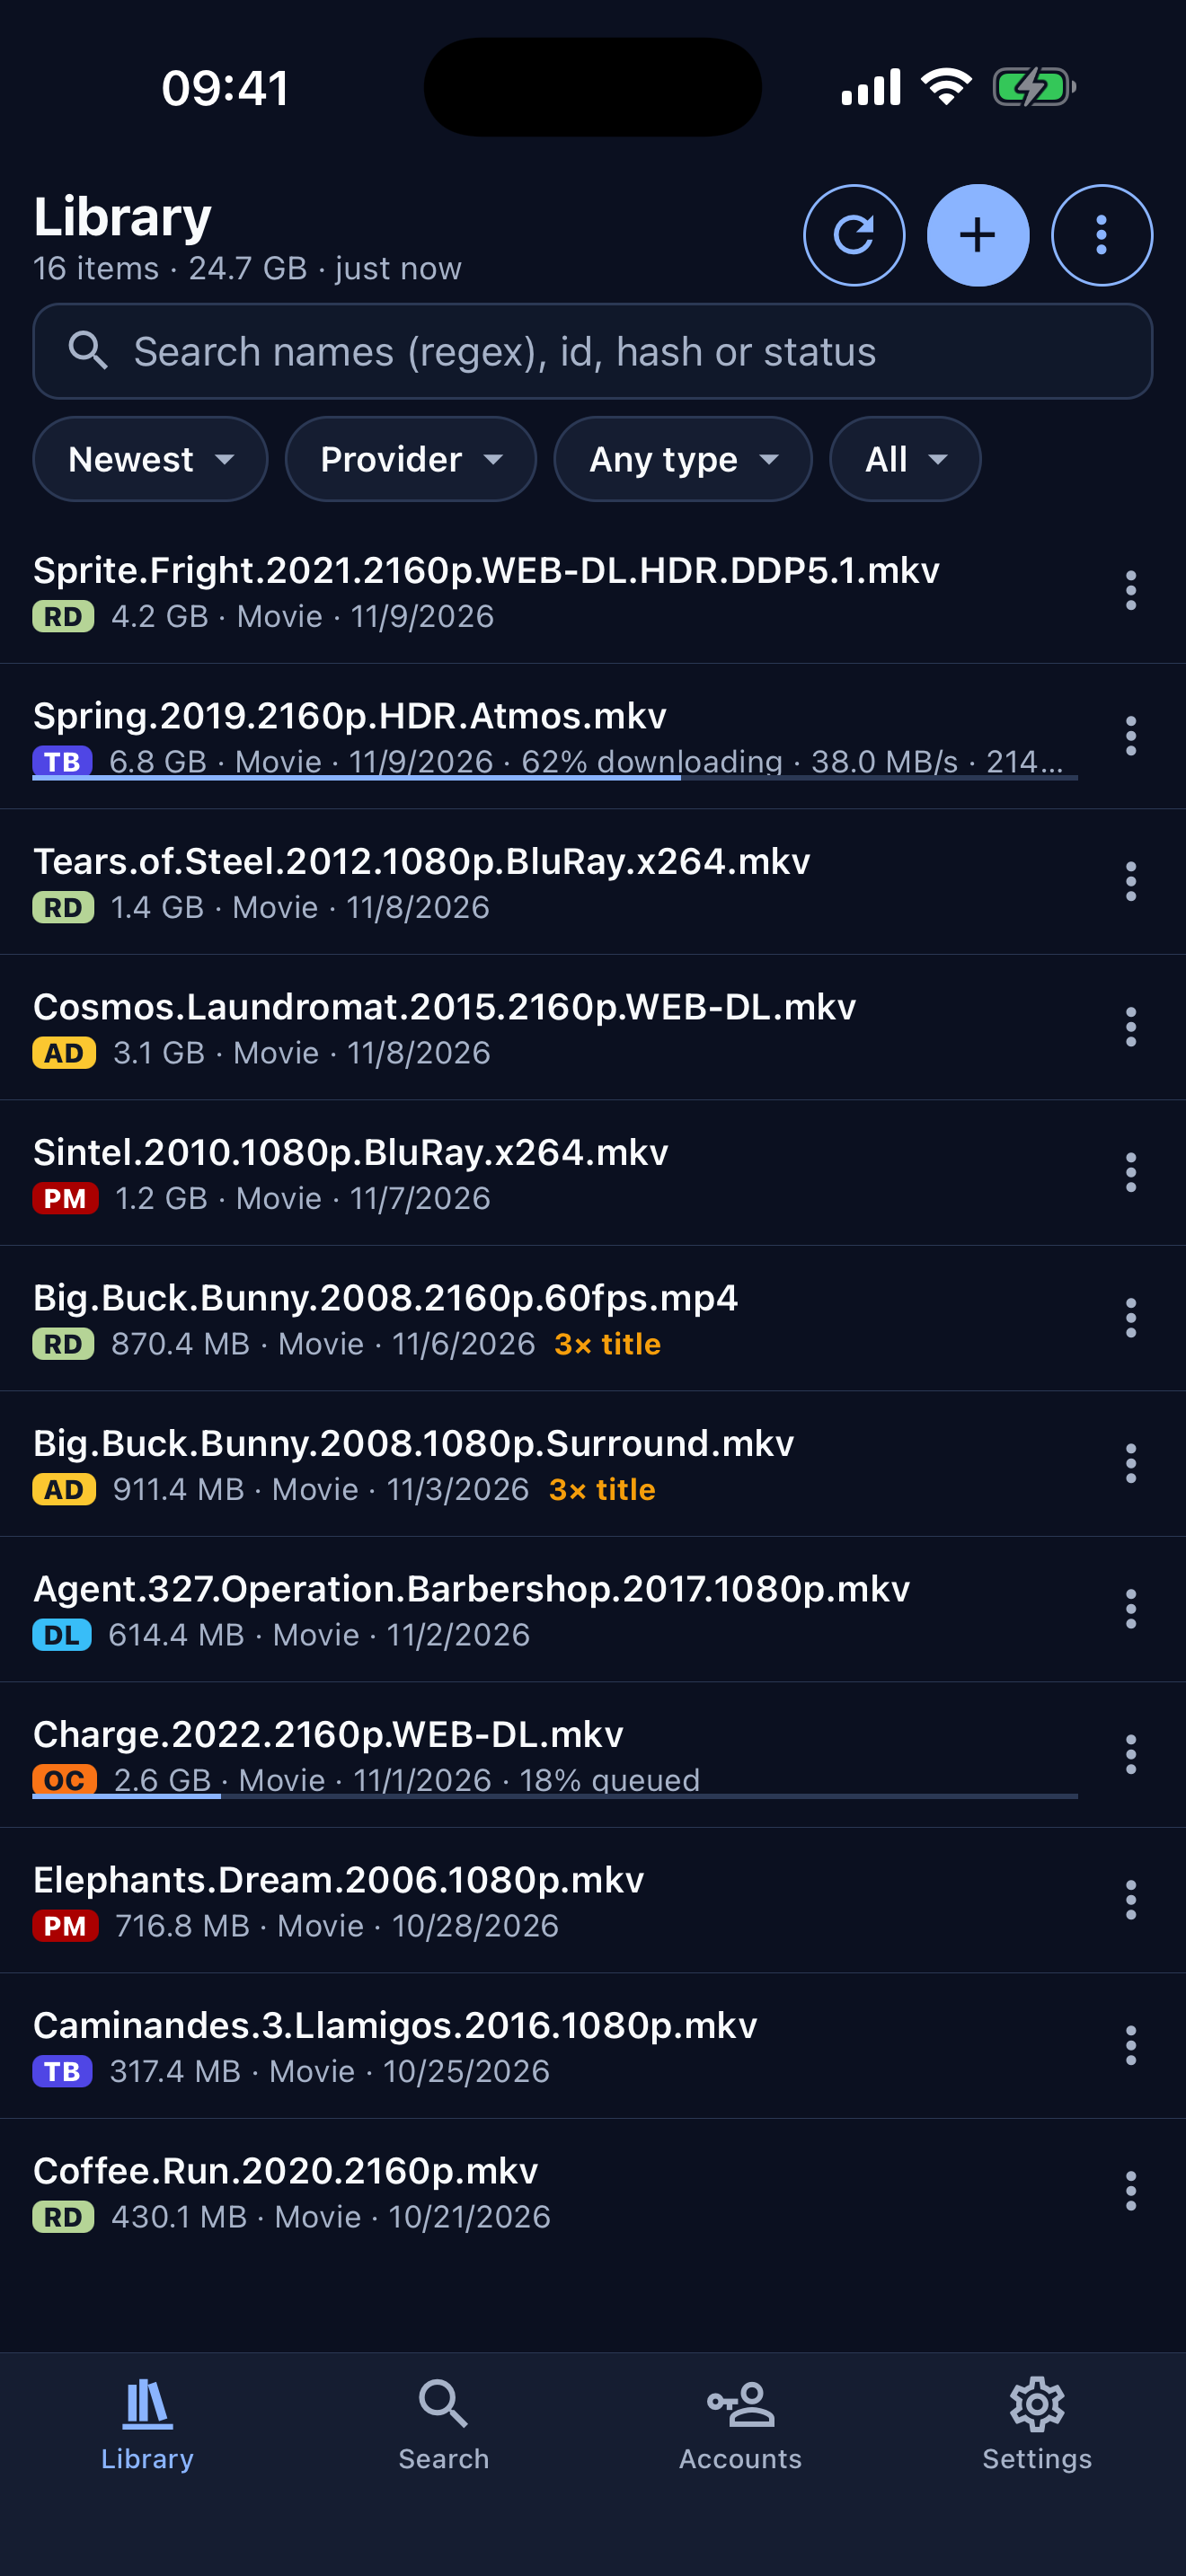 09:41
Library
16 items · 24.7 GB · just now
Search names (regex), id, hash or status
Newest
Provider
Any type
All
Sprite.Fright.2021.2160p.WEB-DL.HDR.DDP5.1.mkv
RD 4.2 GB · Movie · 11/9/2026
Spring.2019.2160p.HDR.Atmos.mkv
TB 6.8 GB · Movie · 11/9/2026 · 62% downloading · 38.0 MB/s · 214...
Tears.of.Steel.2012.1080p.BluRay.x264.mkv
RD 1.4 GB · Movie · 11/8/2026
Cosmos.Laundromat.2015.2160p.WEB-DL.mkv
AD 3.1 GB · Movie · 11/8/2026
Sintel.2010.1080p.BluRay.x264.mkv
PM 1.2 GB · Movie · 11/7/2026
Big.Buck.Bunny.2008.2160p.60fps.mp4
RD 870.4 MB · Movie · 11/6/2026 3× title
Big.Buck.Bunny.2008.1080p.Surround.mkv
AD 911.4 MB · Movie · 11/3/2026 3× title
Agent.327.Operation.Barbershop.2017.1080p.mkv
DL 614.4 MB · Movie · 11/2/2026
Charge.2022.2160p.WEB-DL.mkv
OC 2.6 GB · Movie · 11/1/2026 · 18% queued
Elephants.Dream.2006.1080p.mkv
PM 716.8 MB · Movie · 10/28/2026
Caminandes.3.Llamigos.2016.1080p.mkv
TB 317.4 MB · Movie · 10/25/2026
Coffee.Run.2020.2160p.mkv
RD 430.1 MB · Movie · 10/21/2026
Library
Search
Accounts
Settings